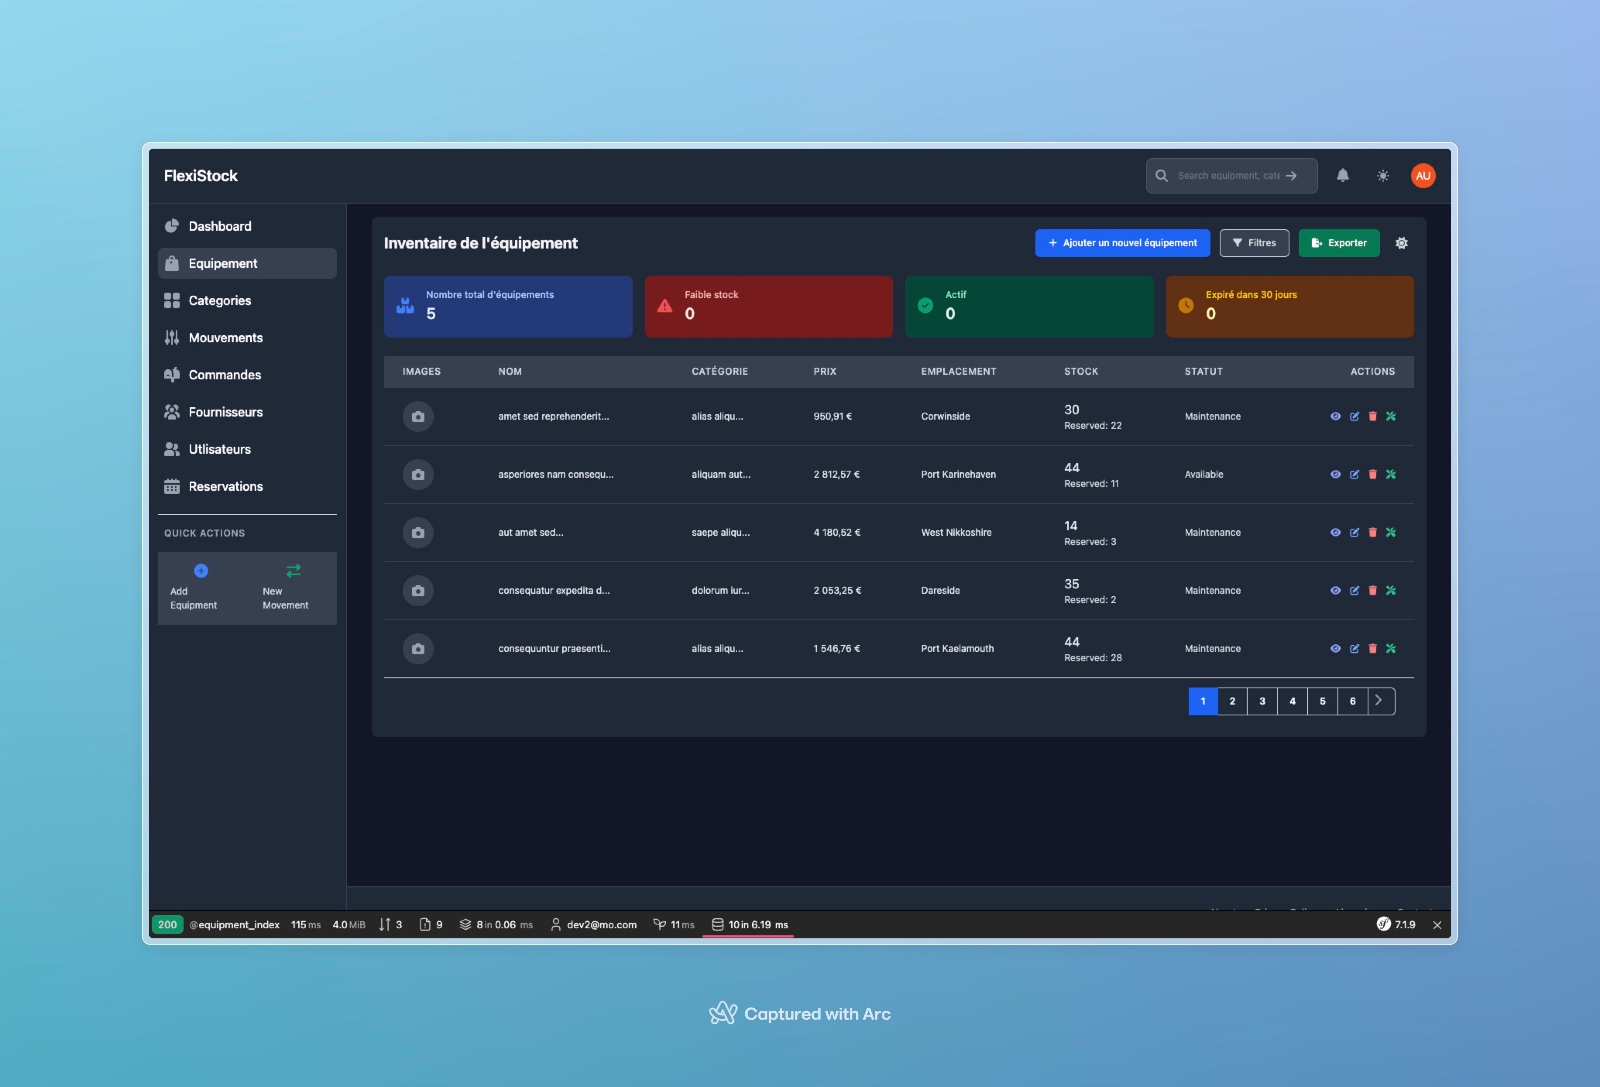 FlexiStock
Search equipment, cate
AU
Dashboard
Equipement
Categories
Mouvements
Commandes
Fournisseurs
Utlisateurs
Reservations
QUICK ACTIONS
Add Equipment
New Movement
Inventaire de l'équipement
Ajouter un nouvel équipement
Filtres
Exporter
Nombre total d'équipements
5
Faible stock
0
Actif
0
Expiré dans 30 jours
0
IMAGES NOM CATÉGORIE PRIX EMPLACEMENT STOCK STATUT ACTIONS
amet sed reprehenderit... alias aliqu... 950,91 € Corwinside 30 Maintenance
Reserved: 22
asperiores nam consequ... aliquam aut... 2 812,57 € Port Karinehaven 44 Available
Reserved: 11
aut amet sed... saepe aliqu... 4 180,52 € West Nikkoshire 14 Maintenance
Reserved: 3
consequatur expedita d... dolorum iur... 2 053,25 € Dareside 35 Maintenance
Reserved: 2
consequuntur praesenti... alias aliqu... 1 546,76 € Port Kaelamouth 44 Maintenance
Reserved: 28
1 2 3 4 5 6
200 @equipment_index 115 ms 4.0 MiB 3 9 8 in 0.06 ms dev2@mo.com 11 ms 10 in 6.19 ms 7.1.9
Captured with Arc